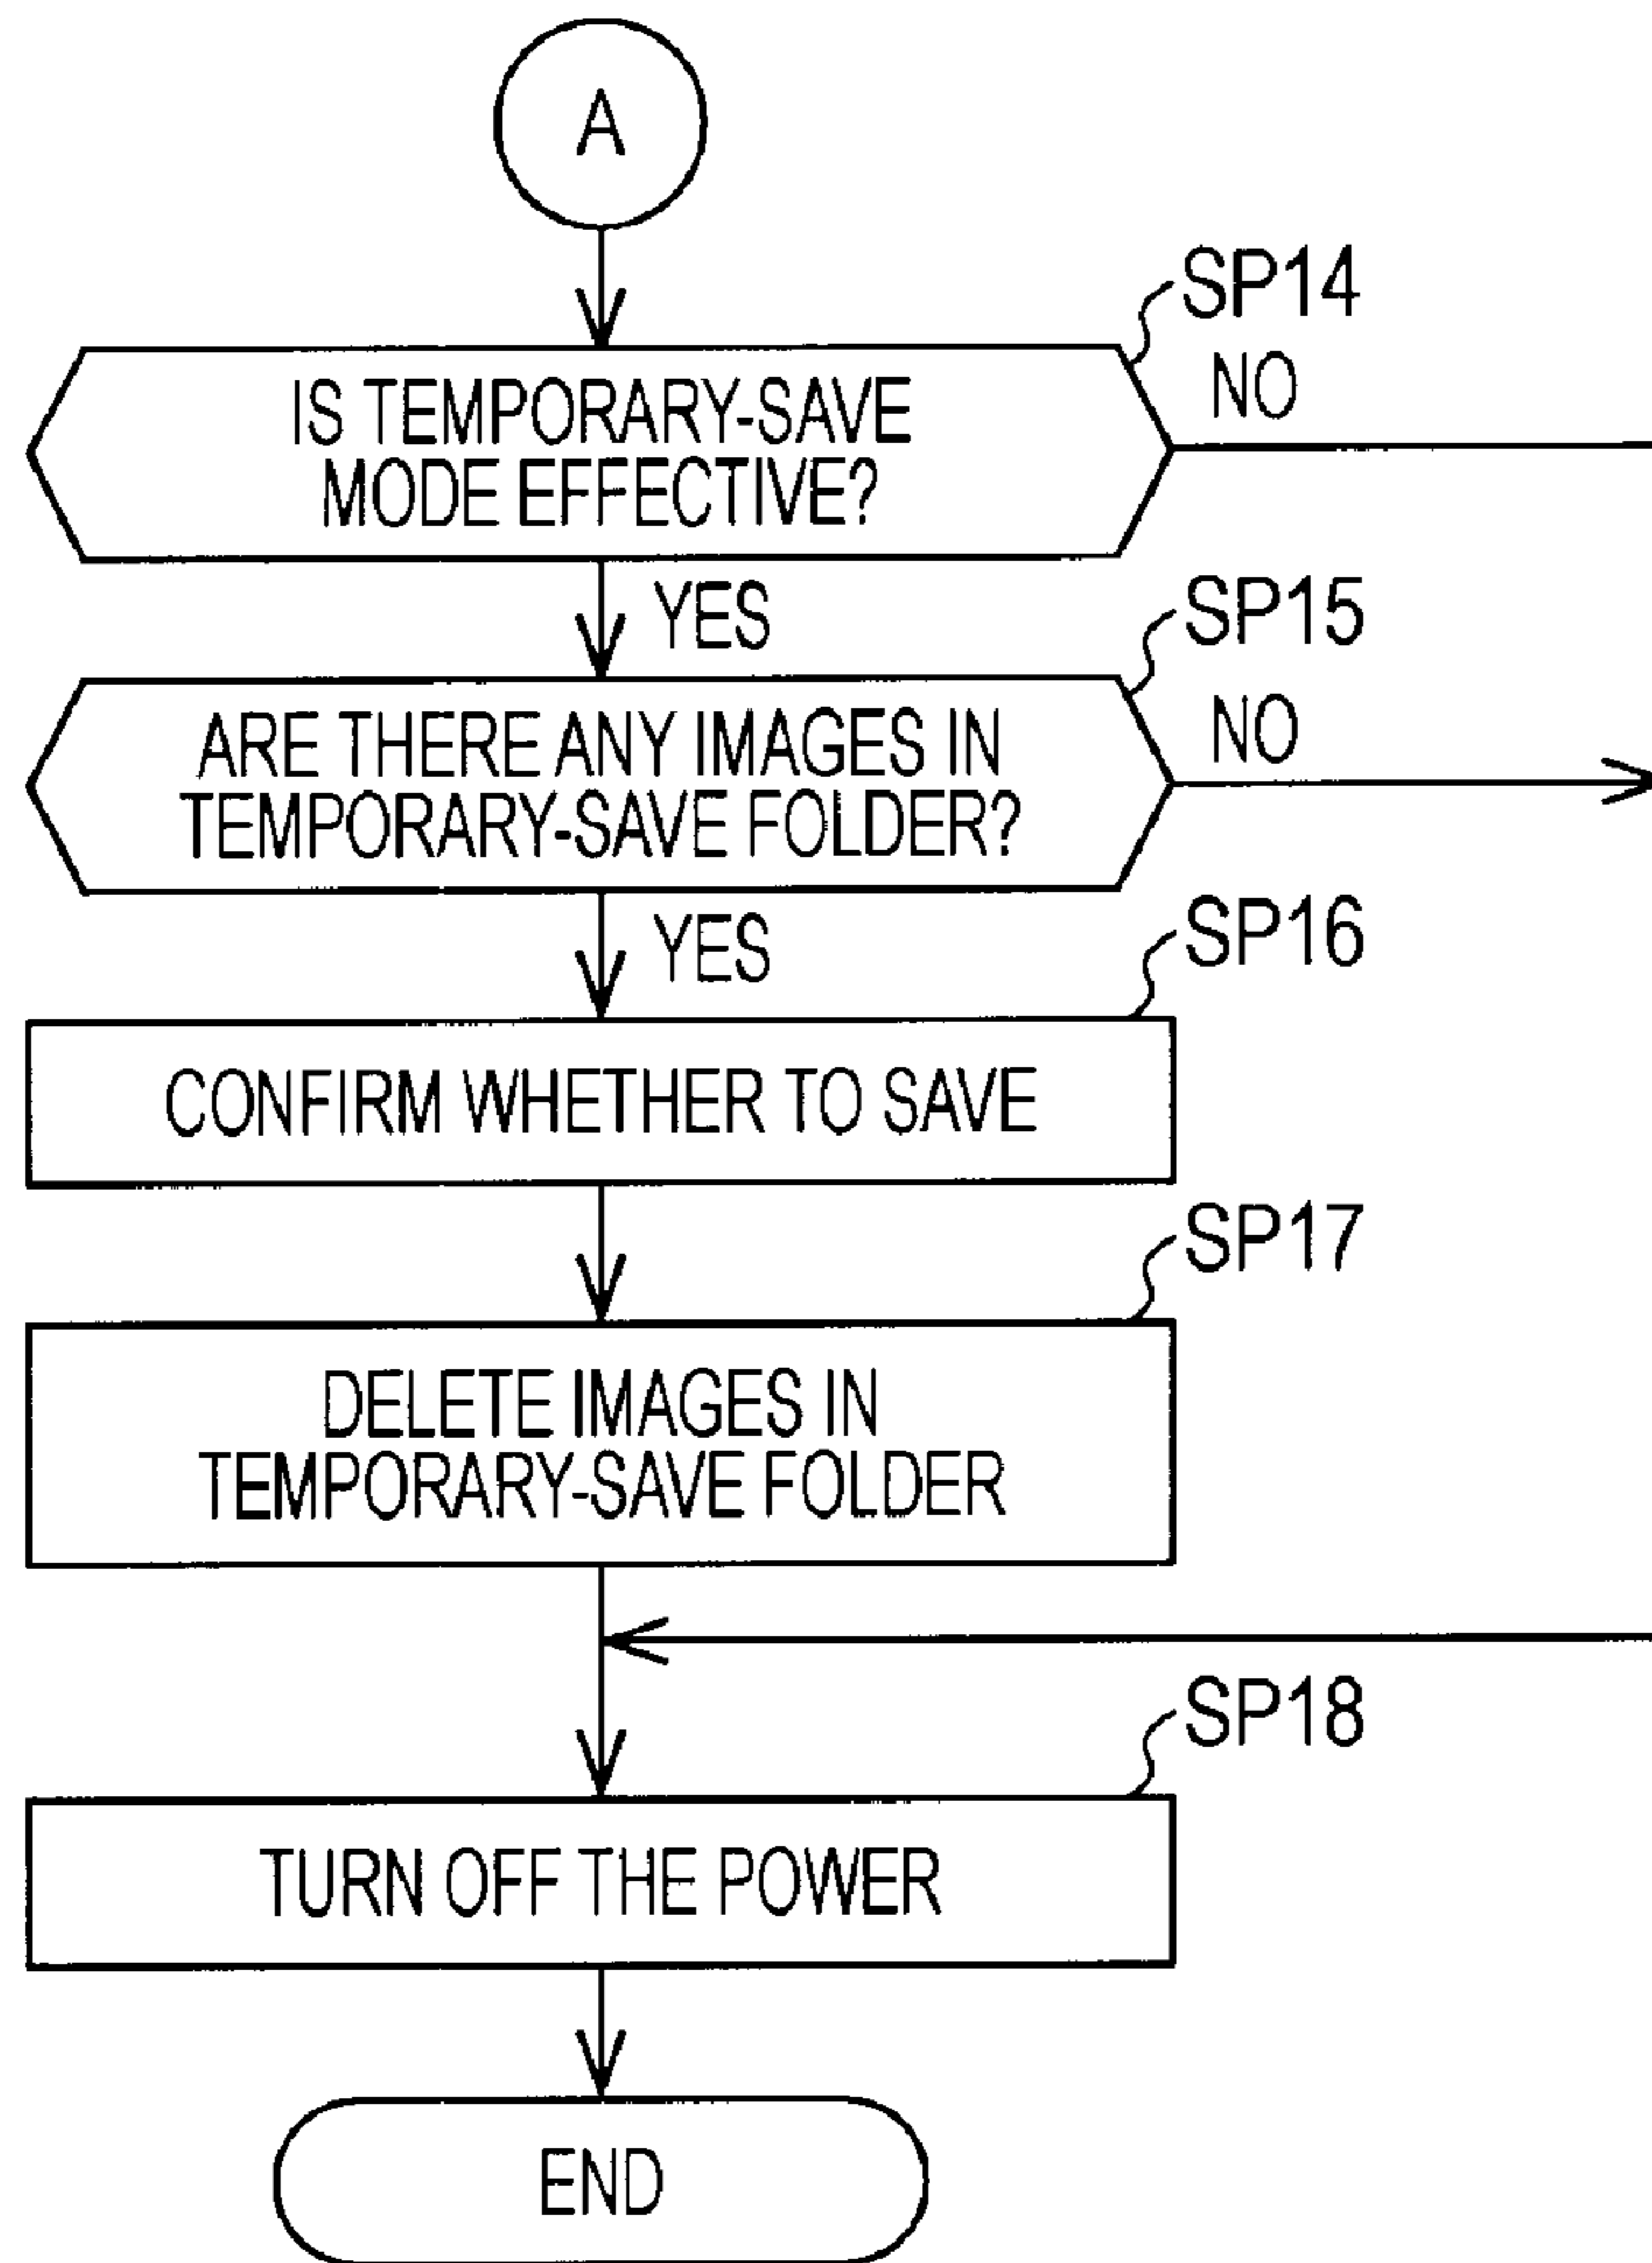 A
SP14
IS TEMPORARY-SAVE
MODE EFFECTIVE?
NO
YES
SP15
ARE THERE ANY IMAGES IN
TEMPORARY-SAVE FOLDER?
NO
YES
SP16
CONFIRM WHETHER TO SAVE
SP17
DELETE IMAGES IN
TEMPORARY-SAVE FOLDER
SP18
TURN OFF THE POWER
END